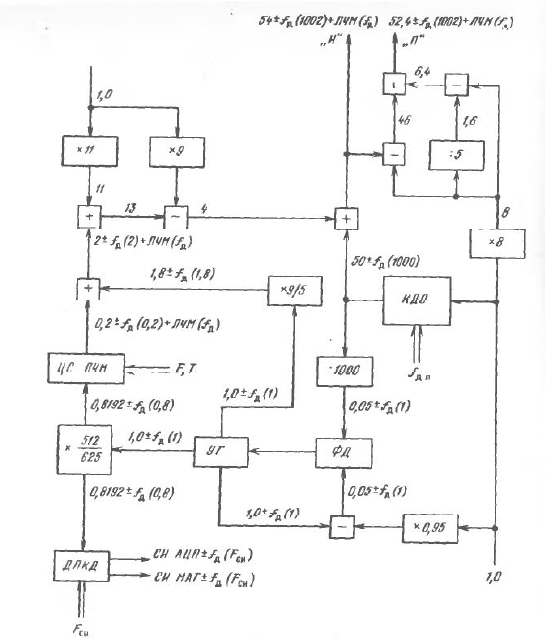 54±fд(1002)+ЛЧМ(fд)
52,4±fд(1002)+ЛЧМ(fд)
„И“
„П“
6,4
–
46
1,6
–
÷5
1,0
×11
×9
11
+
13
–
4
+
8
×8
2±fд(2)+ЛЧМ(fд)
50±fд(1000)
1,8±fд(1,8)
+
×9/5
КДО
0,2±fд(0,2)+ЛЧМ(fд)
ЦС ЛЧМ
F,T
÷1000
0,8192±fд(0,8)
1,0±fд(1)
0,05±fд(1)
× 512/625
1,0±fд(1)
УГ
ФД
0,8192±fд(0,8)
0,05±fд(1)
1,0±fд(1)
–
×0,95
ДПКД
СИ АЦП±fд(Fси)
СИ МАГ±fд(Fси)
1,0
Fси